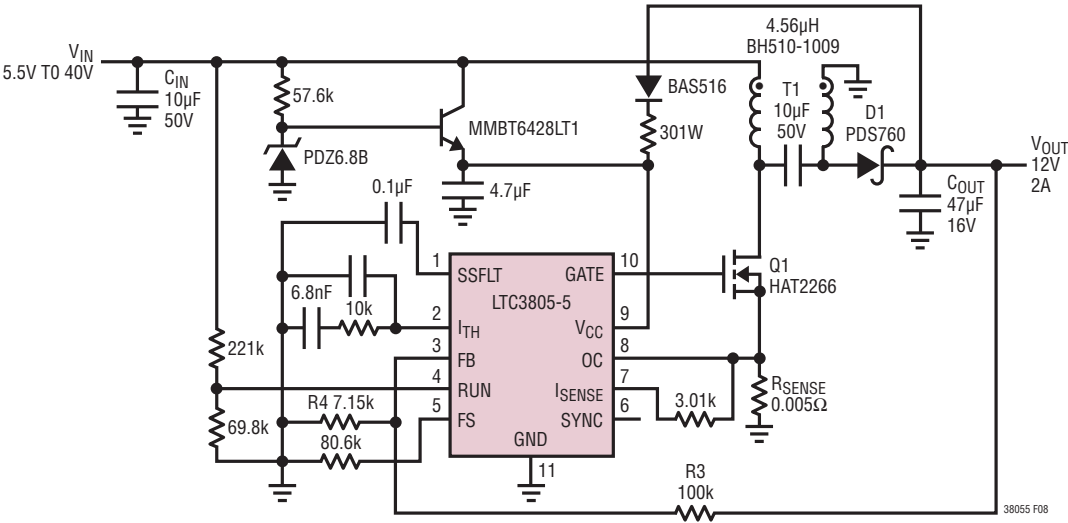 4.56µH
BH510-1009
VIN
5.5V T0 40V
CIN
10µF
50V
57.6k
BAS516
T1
10µF
50V
D1
PDS760
MMBT6428LT1
301W
PDZ6.8B
VOUT
12V
2A
0.1µF
4.7µF
COUT
47µF
16V
1
SSFLT
GATE
10
Q1
HAT2266
LTC3805-5
6.8nF
10k
2
ITH
VCC
9
221k
3
FB
OC
8
4
RUN
ISENSE
7
RSENSE
0.005Ω
R4 7.15k
3.01k
69.8k
5
FS
SYNC
6
80.6k
GND
11
R3
100k
38055 F08